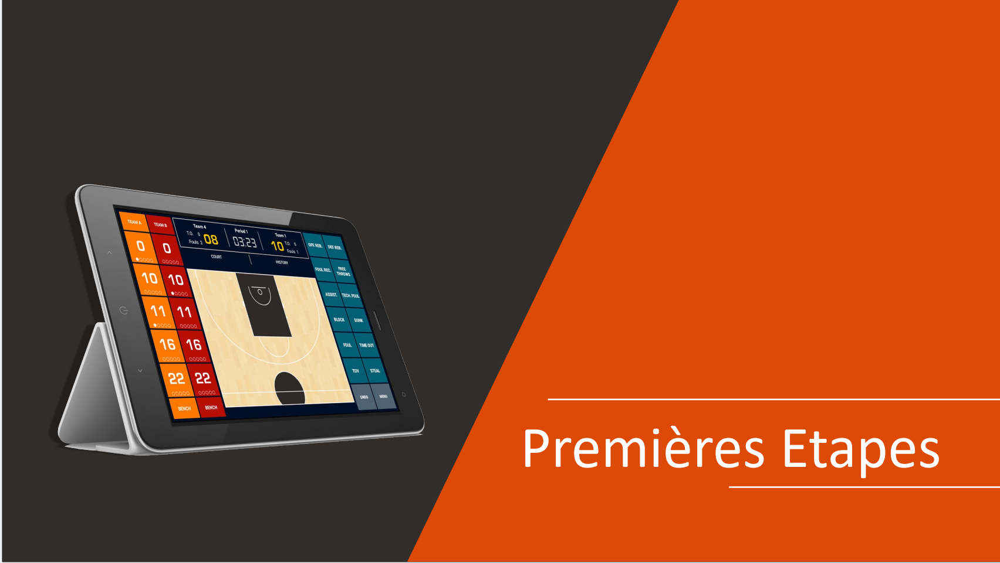 TEAM A
TEAM B
Team 4
Period 1
Team 1
T.O. 0
08
03:23
10
T.O. 0
Fouls 2
Fouls 1
COURT
HISTORY
0
0
10
10
11
11
16
16
22
22
BENCH
BENCH
OFF. REB.
DEF. REB.
FOUL REC.
FREE THROWS
ASSIST.
TECH. FOUL
BLOCK
DUNK
FOUL
TIME OUT
TOV
STEAL
UNDO
MENU
Premières Etapes